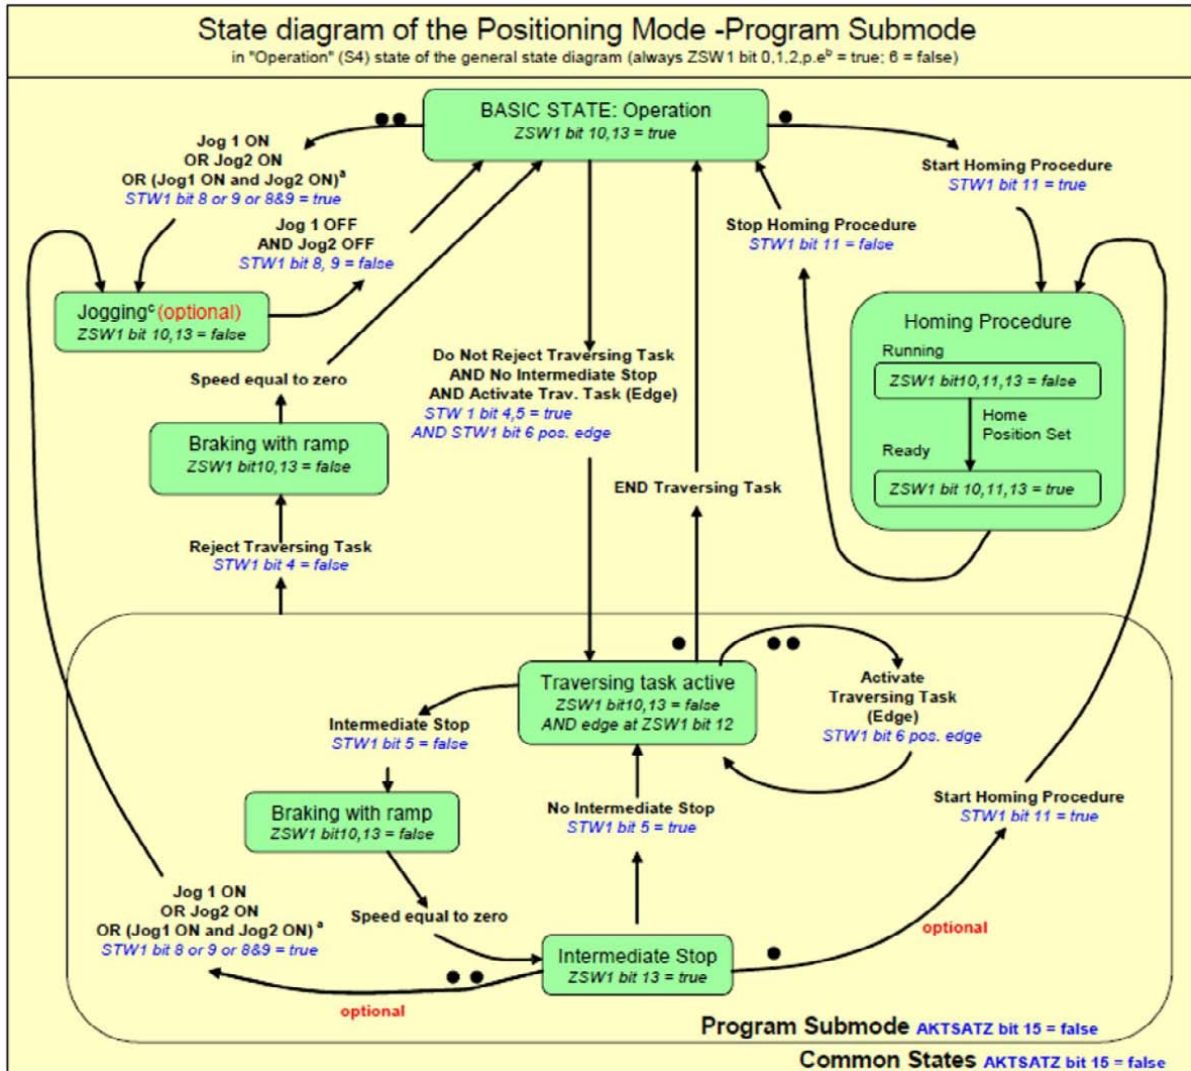 State diagram of the Positioning Mode -Program Submode
in "Operation" (S4) state of the general state diagram (always ZSW1 bit 0,1,2,p.eᵇ = true; 6 = false)
BASIC STATE: Operation
ZSW1 bit 10,13 = true
Jog 1 ON
OR Jog2 ON
OR (Jog1 ON and Jog2 ON)ᵃ
STW1 bit 8 or 9 or 8&9 = true
Start Homing Procedure
STW1 bit 11 = true
Jog 1 OFF
AND Jog2 OFF
STW1 bit 8, 9 = false
Stop Homing Procedure
STW1 bit 11 = false
Joggingᶜ (optional)
ZSW1 bit 10,13 = false
Homing Procedure
Running
ZSW1 bit10,11,13 = false
Home
Position Set
Ready
ZSW1 bit 10,11,13 = true
Do Not Reject Traversing Task
AND No Intermediate Stop
AND Activate Trav. Task (Edge)
STW 1 bit 4,5 = true
AND STW1 bit 6 pos. edge
Speed equal to zero
Braking with ramp
ZSW1 bit10,13 = false
END Traversing Task
Reject Traversing Task
STW1 bit 4 = false
Traversing task active
ZSW1 bit10,13 = false
AND edge at ZSW1 bit 12
Activate
Traversing Task
(Edge)
STW1 bit 6 pos. edge
Intermediate Stop
STW1 bit 5 = false
Braking with ramp
ZSW1 bit10,13 = false
No Intermediate Stop
STW1 bit 5 = true
Start Homing Procedure
STW1 bit 11 = true
Jog 1 ON
OR Jog2 ON
OR (Jog1 ON and Jog2 ON)ᵃ
STW1 bit 8 or 9 or 8&9 = true
Speed equal to zero
optional
Intermediate Stop
ZSW1 bit 13 = true
optional
Program Submode AKTSATZ bit 15 = false
Common States AKTSATZ bit 15 = false